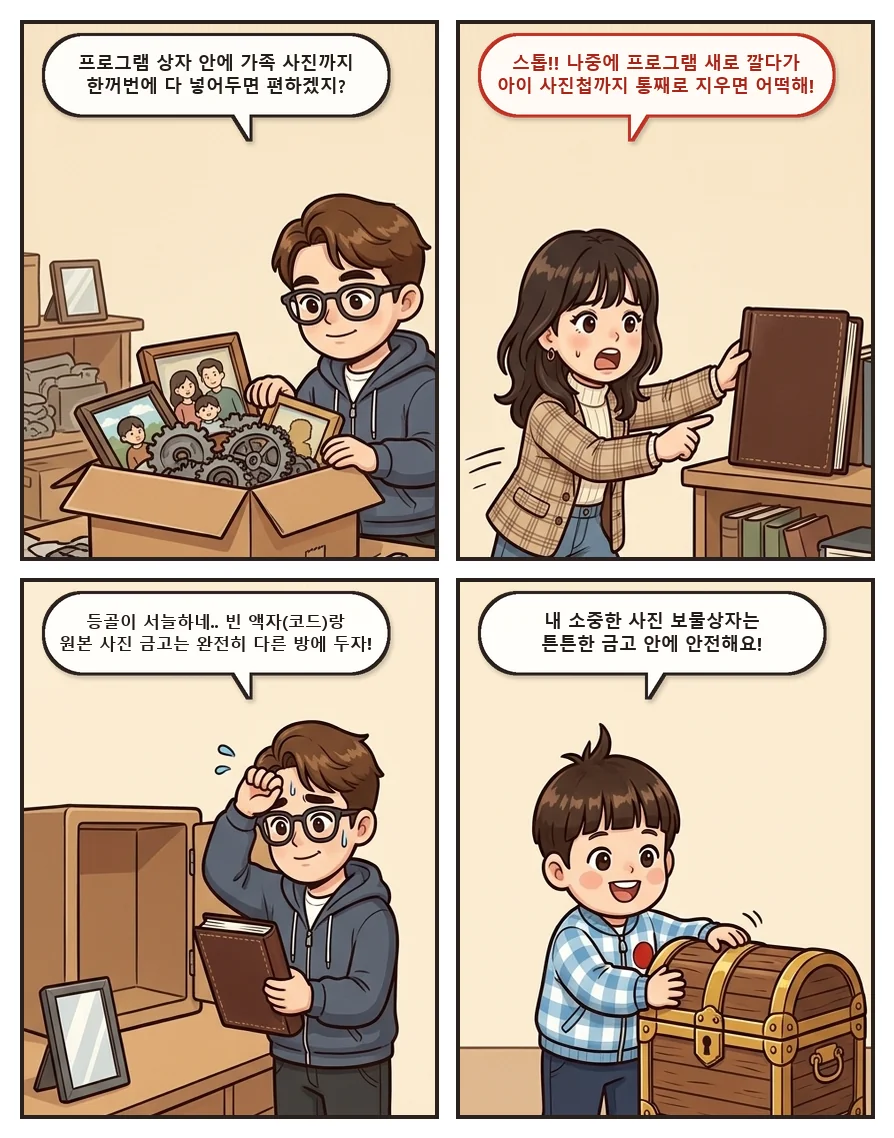 프로그램 상자 안에 가족 사진까지
한꺼번에 다 넣어두면 편하겠지?
스톱!! 나중에 프로그램 새로 깔다가
아이 사진첩까지 통째로 지우면 어떡해!
등골이 서늘하네.. 빈 액자(코드)랑
원본 사진 금고는 완전히 다른 방에 두자!
내 소중한 사진 보물상자는
튼튼한 금고 안에 안전해요!